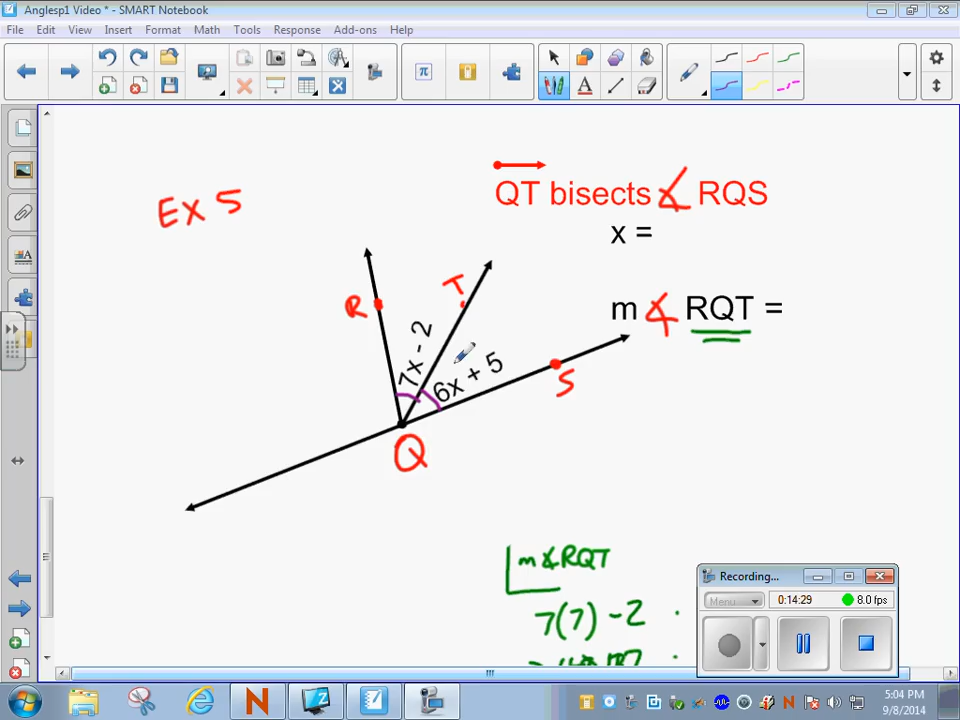 Anglesp1 Video * - SMART Notebook
File Edit View Insert Format Math Tools Response Add-ons Help
Ex 5
QT bisects ∡ RQS
x =
m ∡ RQT =
R
T
7x - 2
6x + 5
S
Q
m∡RQT
7(7) -2
Recording...
Menu
0:14:29
8.0 fps
5:04 PM
9/8/2014